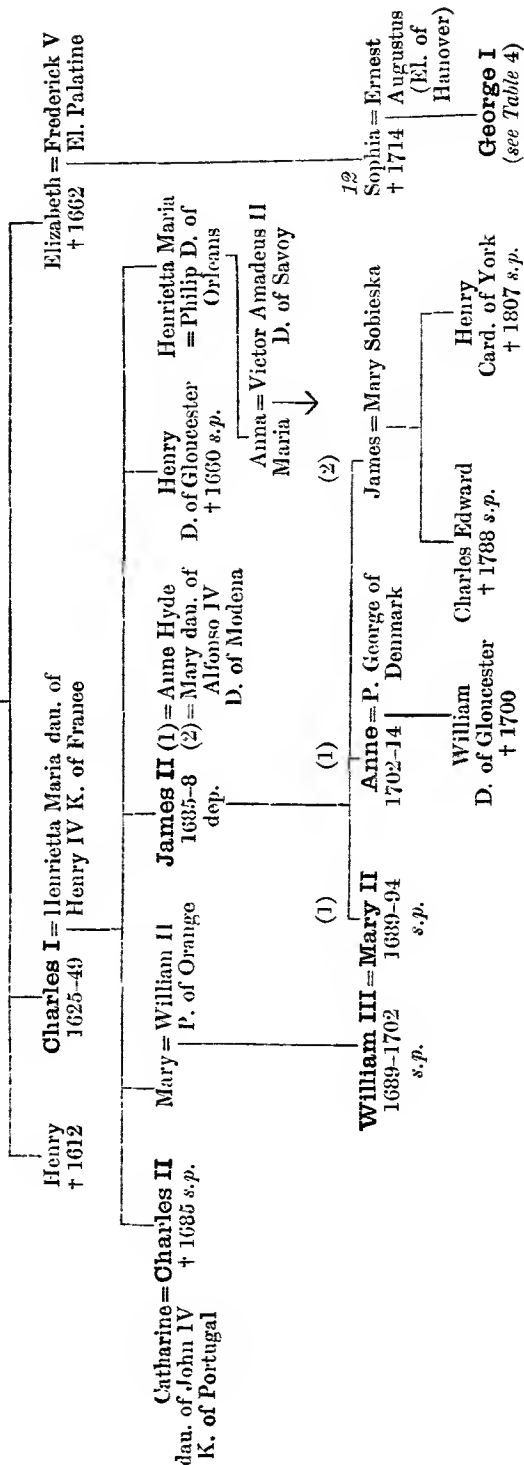 Henry
† 1612
Charles I = Henrietta Maria dau. of
1625–49 Henry IV K. of France
Elizabeth = Frederick V
† 1662 El. Palatine
Catharine = Charles II
dau. of John IV † 1685 s.p.
K. of Portugal
Mary = William II
P. of Orange
James II (1) = Anne Hyde
1685–8 (2) = Mary dau. of
dep. Alfonso IV
D. of Modena
Henry
D. of Gloucester
† 1660 s.p.
Henrietta Maria
= Philip D. of
Orleans
Anna = Victor Amadeus II
Maria D. of Savoy
12
Sophia = Ernest
† 1714 Augustus
(El. of
Hanover)
(1)
(1)
(2)
William III = Mary II
1689–1702 1689–94
s.p. s.p.
Anne = P. George of
1702–14 Denmark
James = Mary Sobieska
George I
(see Table 4)
William
D. of Gloucester
† 1700
Charles Edward
† 1788 s.p.
Henry
Card. of York
† 1807 s.p.